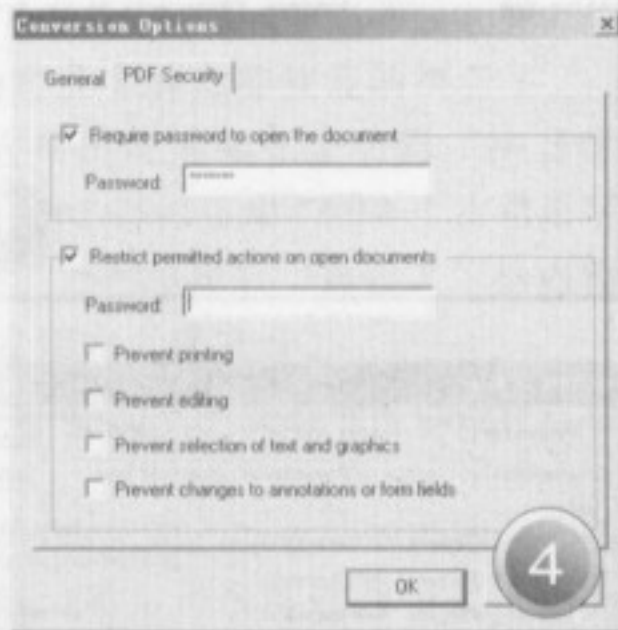 Conversion Options
General PDF Security
Require password to open the document
Password: ********
Restrict permitted actions on open documents
Password:
Prevent printing
Prevent editing
Prevent selection of text and graphics
Prevent changes to annotations or form fields
OK
4